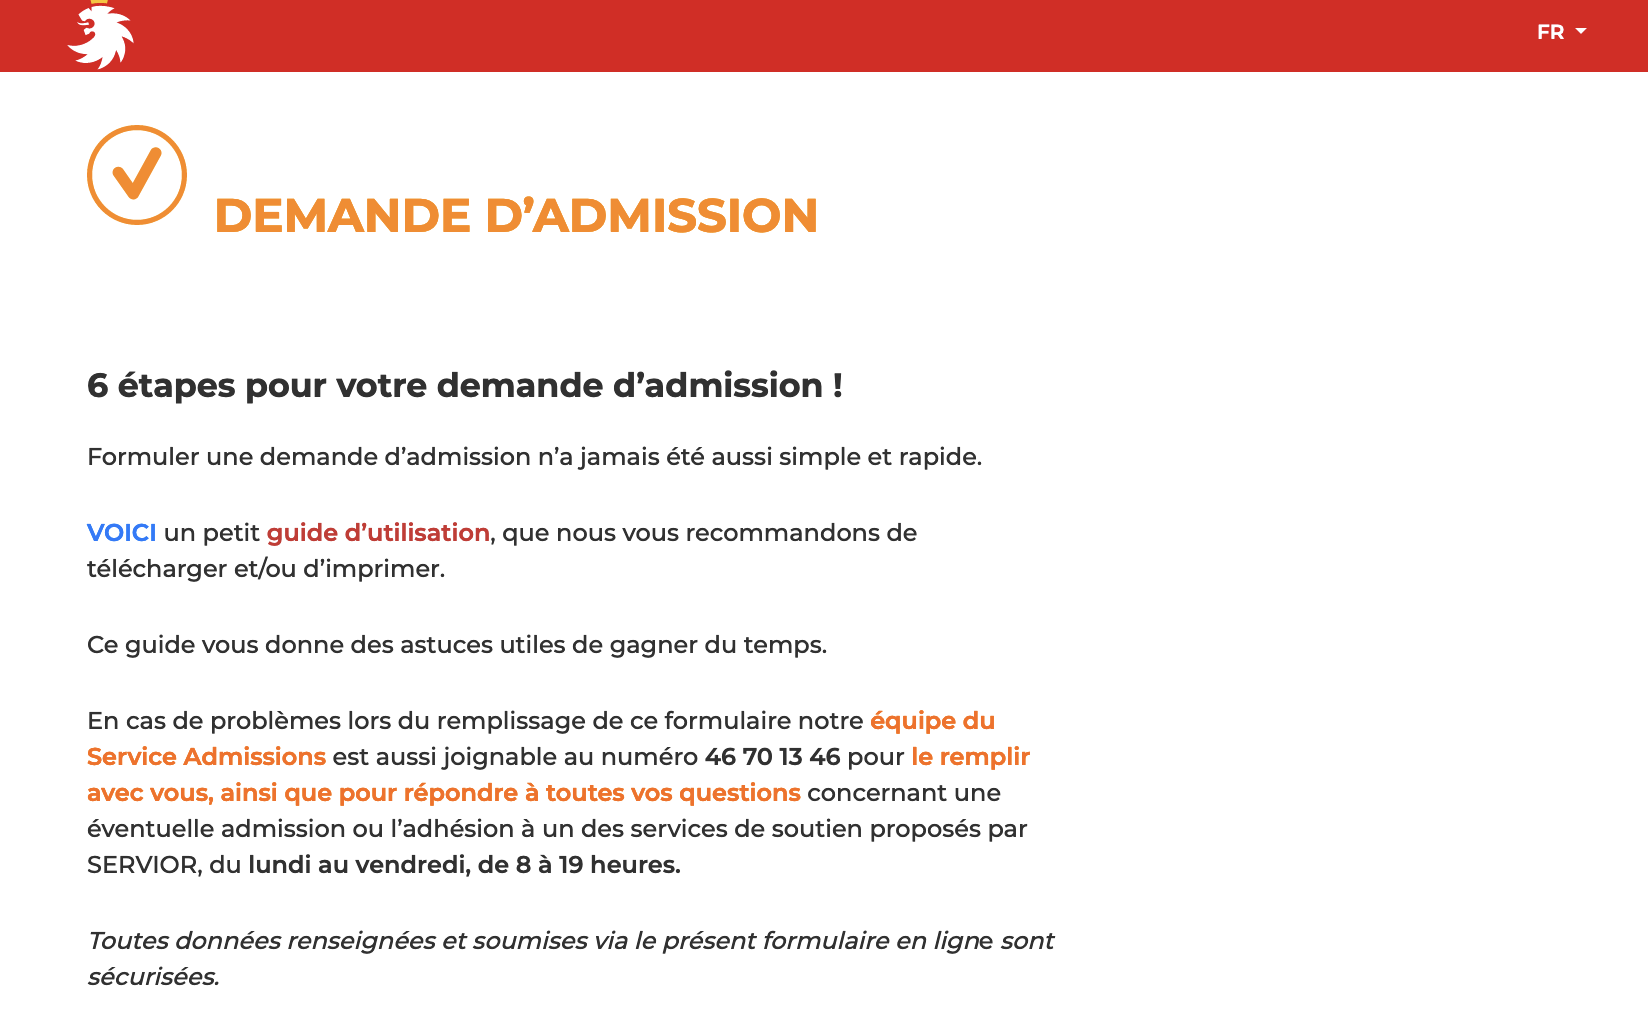 FR
DEMANDE D’ADMISSION
6 étapes pour votre demande d’admission !
Formuler une demande d’admission n’a jamais été aussi simple et rapide.
VOICI un petit guide d’utilisation, que nous vous recommandons de
télécharger et/ou d’imprimer.
Ce guide vous donne des astuces utiles de gagner du temps.
En cas de problèmes lors du remplissage de ce formulaire notre équipe du
Service Admissions est aussi joignable au numéro 46 70 13 46 pour le remplir
avec vous, ainsi que pour répondre à toutes vos questions concernant une
éventuelle admission ou l’adhésion à un des services de soutien proposés par
SERVIOR, du lundi au vendredi, de 8 à 19 heures.
Toutes données renseignées et soumises via le présent formulaire en ligne sont
sécurisées.